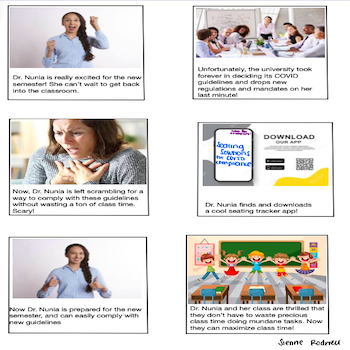 Dr. Nunia is really excited for the new
semester! She can't wait to get back
into the classroom.
Unfortunately, the university took
forever in deciding its COVID
guidelines and drops new
regulations and mandates on her
last minute!
Now, Dr. Nunia is left scrambling for a
way to comply with these guidelines
without wasting a ton of class time.
Scary!
Seating
Solutions
for COVID
compliance
DOWNLOAD
OUR APP!
Dr. Nunia finds and downloads
a cool seating tracker app!
Now Dr. Nunia is prepared for the new
semester, and can easily comply with
new guidelines
Dr. Nunia and her class are thrilled that
they don't have to waste precious
class time doing mundane tasks. Now
they can maximize class time!